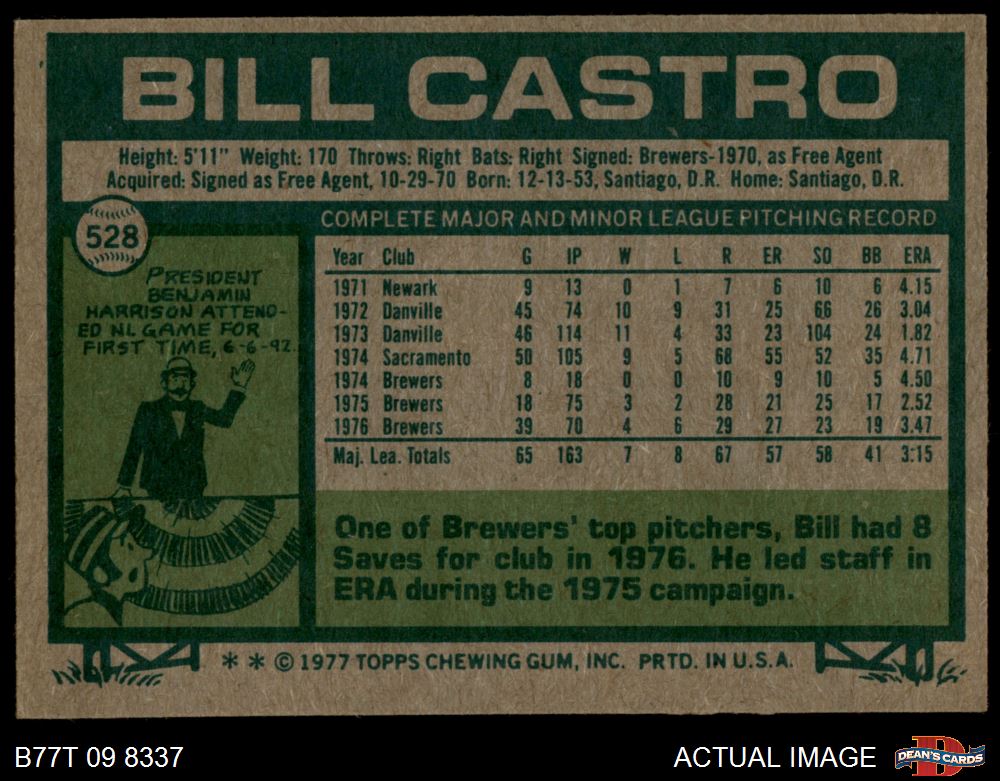 BILL CASTRO
Height: 5'11" Weight: 170 Throws: Right Bats: Right Signed: Brewers-1970, as Free Agent
Acquired: Signed as Free Agent, 10-29-70 Born: 12-13-53, Santiago, D.R. Home: Santiago, D.R.
528
PRESIDENT
BENJAMIN
HARRISON ATTEND-
ED NL GAME FOR
FIRST TIME, 6-6-92.
COMPLETE MAJOR AND MINOR LEAGUE PITCHING RECORD
Year Club G IP W L R ER SO BB ERA
1971 Newark 9 13 0 1 7 6 10 6 4.15
1972 Danville 45 74 10 9 31 25 66 26 3.04
1973 Danville 46 114 11 4 33 23 104 24 1.82
1974 Sacramento 50 105 9 5 68 55 52 35 4.71
1974 Brewers 8 18 0 0 10 9 10 5 4.50
1975 Brewers 18 75 3 2 28 21 25 17 2.52
1976 Brewers 39 70 4 6 29 27 23 19 3.47
Maj. Lea. Totals 65 163 7 8 67 57 58 41 3.15
One of Brewers' top pitchers, Bill had 8
Saves for club in 1976. He led staff in
ERA during the 1975 campaign.
* * © 1977 TOPPS CHEWING GUM, INC. PRTD. IN U.S.A.
B77T 09 8337
ACTUAL IMAGE
D
DEAN'S CARDS